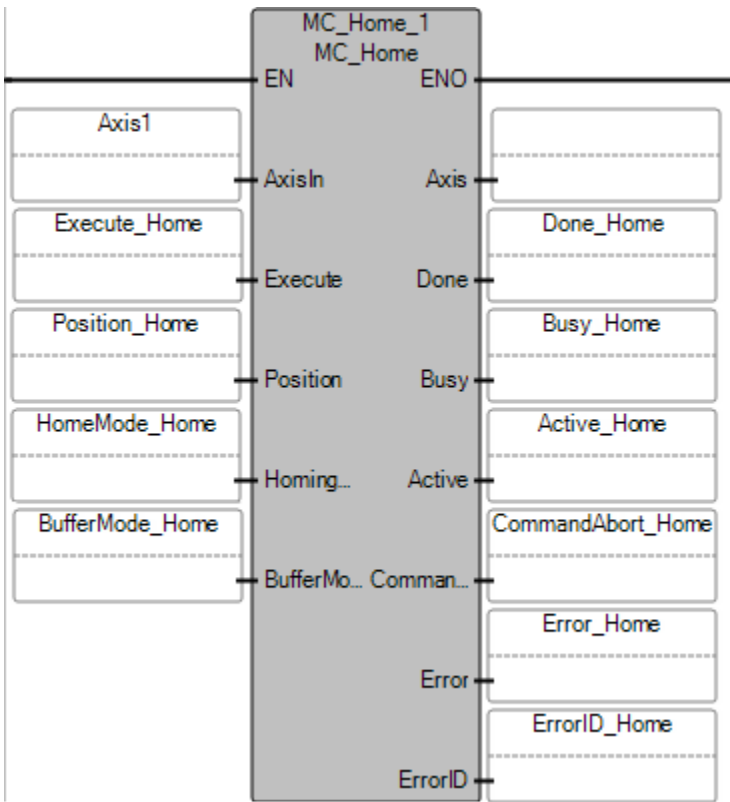 MC_Home_1
MC_Home
EN ENO
Axis1
AxisIn Axis
Execute_Home Done_Home
Execute Done
Position_Home Busy_Home
Position Busy
HomeMode_Home Active_Home
Homing... Active
BufferMode_Home CommandAbort_Home
BufferMo... Comman...
Error_Home
Error
ErrorID_Home
ErrorID